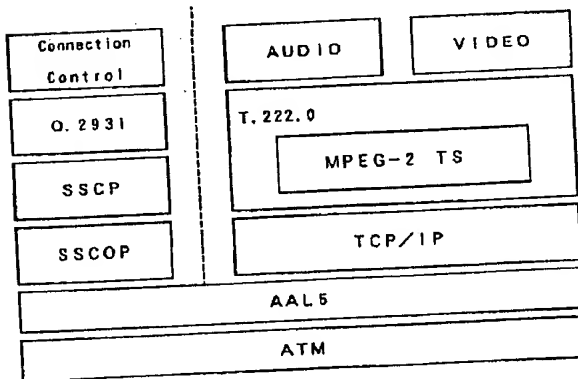 Connection
Control
Q.2931
SSCP
SSCOP
AUDIO
VIDEO
T.222.0
MPEG-2 TS
TCP/IP
AAL5
ATM